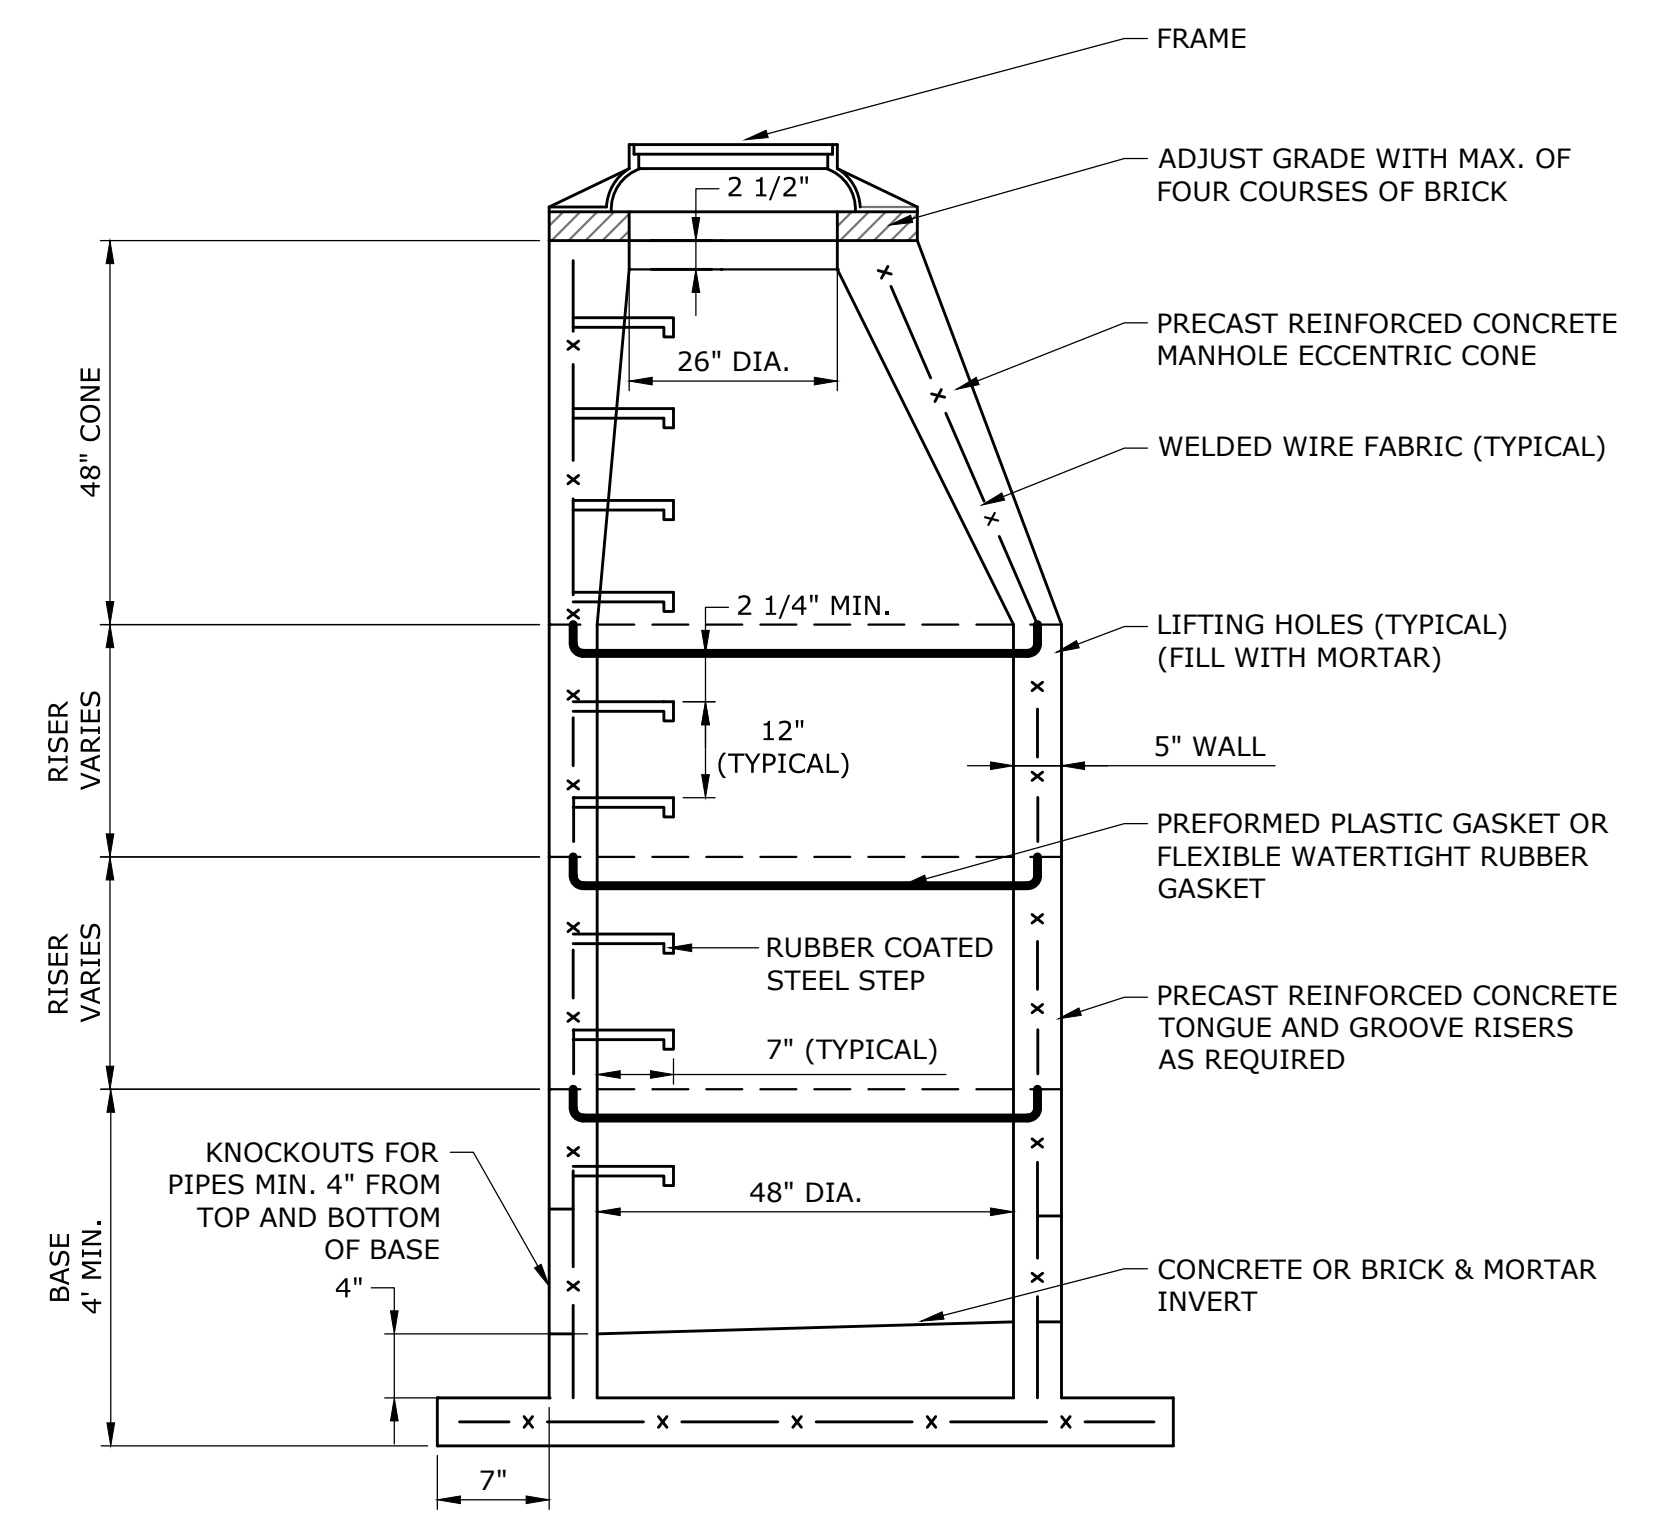 FRAME
ADJUST GRADE WITH MAX. OF
FOUR COURSES OF BRICK
2 1/2"
PRECAST REINFORCED CONCRETE
MANHOLE ECCENTRIC CONE
26" DIA.
48" CONE
WELDED WIRE FABRIC (TYPICAL)
2 1/4" MIN.
LIFTING HOLES (TYPICAL)
(FILL WITH MORTAR)
RISER
VARIES
12"
(TYPICAL)
5" WALL
PREFORMED PLASTIC GASKET OR
FLEXIBLE WATERTIGHT RUBBER
GASKET
RISER
VARIES
RUBBER COATED
STEEL STEP
PRECAST REINFORCED CONCRETE
TONGUE AND GROOVE RISERS
AS REQUIRED
7" (TYPICAL)
KNOCKOUTS FOR
PIPES MIN. 4" FROM
TOP AND BOTTOM
OF BASE
48" DIA.
BASE
4' MIN.
4"
CONCRETE OR BRICK & MORTAR
INVERT
7"